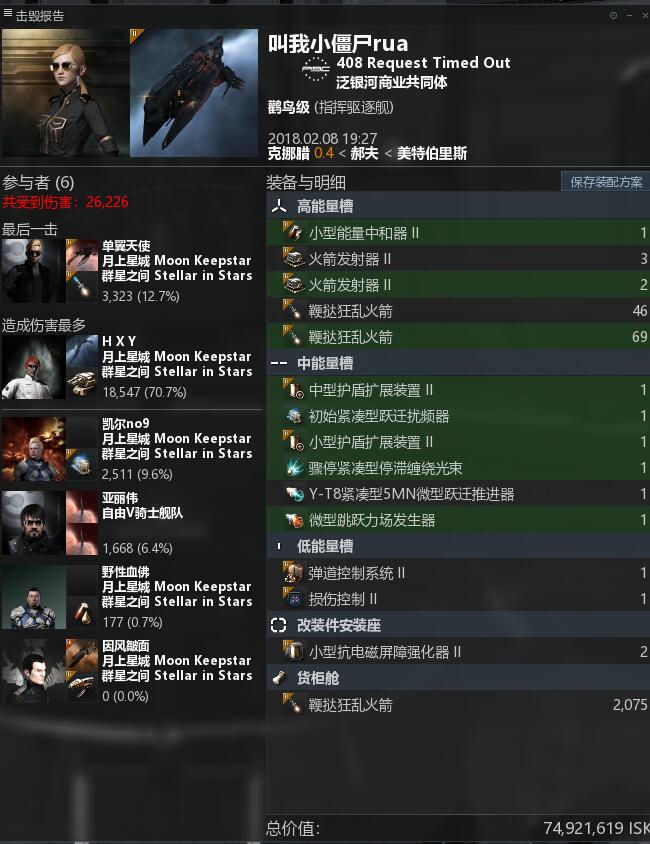 击毁报告
叫我小僵尸rua
408 Request Timed Out
泛银河商业共同体
鹳鸟级 (指挥驱逐舰)
2018.02.08 19:27
克挪腊 0.4 < 郝夫 < 美特伯里斯
参与者 (6)
共受到伤害: 26,226
最后一击
单翼天使
月上星城 Moon Keepstar
群星之间 Stellar in Stars
3,323 (12.7%)
造成伤害最多
H X Y
月上星城 Moon Keepstar
群星之间 Stellar in Stars
18,547 (70.7%)
凯尔no9
月上星城 Moon Keepstar
群星之间 Stellar in Stars
2,511 (9.6%)
亚丽伟
自由V骑士舰队
1,668 (6.4%)
野性血佛
月上星城 Moon Keepstar
群星之间 Stellar in Stars
177 (0.7%)
因风皺面
月上星城 Moon Keepstar
群星之间 Stellar in Stars
0 (0.0%)
装备与明细
保存装配方案
高能量槽
小型能量中和器 II 1
火箭发射器 II 3
火箭发射器 II 2
鞭挞狂乱火箭 46
鞭挞狂乱火箭 69
中能量槽
中型护盾扩展装置 II 1
初始紧凑型跃迁扰频器 1
小型护盾扩展装置 II 1
骤停紧凑型停滞缠绕光束 1
Y-T8紧凑型5MN微型跃迁推进器 1
微型跳跃力场发生器 1
低能量槽
弹道控制系统 II 1
损伤控制 II 1
改装件安装座
小型抗电磁屏障强化器 II 2
货柜舱
鞭挞狂乱火箭 2,075
总价值: 74,921,619 ISK